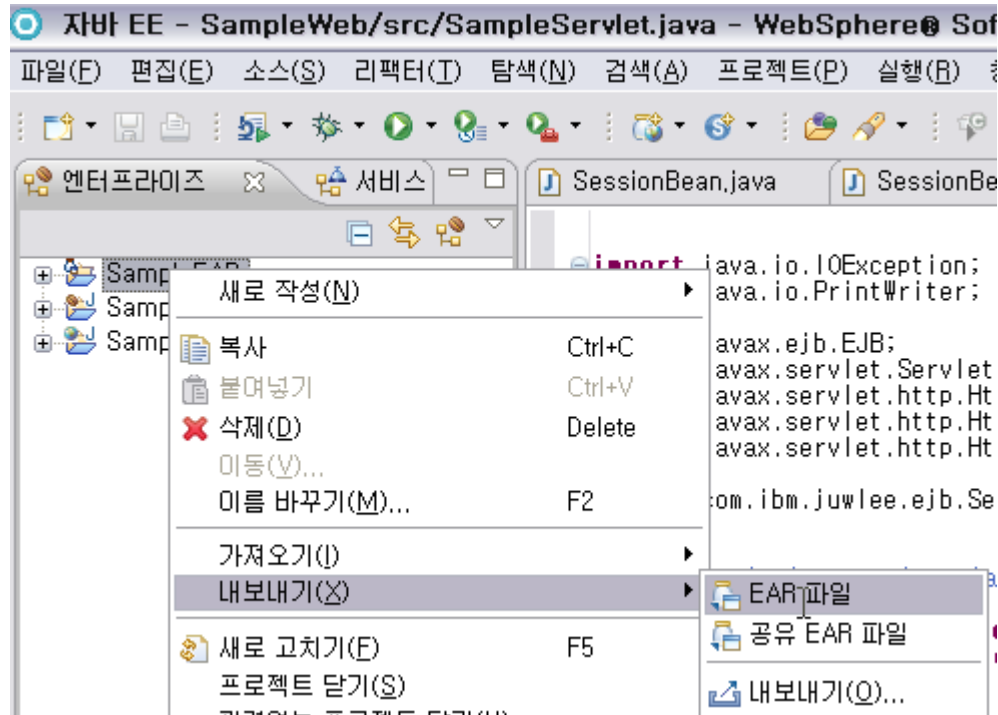 자바 EE - SampleWeb/src/SampleServlet.java - WebSphere® Sof
파일(F) 편집(E) 소스(S) 리팩터(T) 탐색(N) 검색(A) 프로젝트(P) 실행(R)
엔터프라이즈 서비스 SessionBean.java SessionBe
import java.io.IOException;
Samp EAR
새로 작성(N) ava.io.PrintWriter;
Samp
Samp
복사 Ctrl+C avax.ejb.EJB;
avax.servlet.Servlet
붙여넣기 Ctrl+V avax.servlet.http.Ht
avax.servlet.http.Ht
삭제(D) Delete avax.servlet.http.Ht
이동(V)...
이름 바꾸기(M)... F2 com.ibm.juwlee.ejb.Se
가져오기(I)
내보내기(X) EAR 파일
새로 고치기(F) F5 공유 EAR 파일
프로젝트 닫기(S) 내보내기(O)...